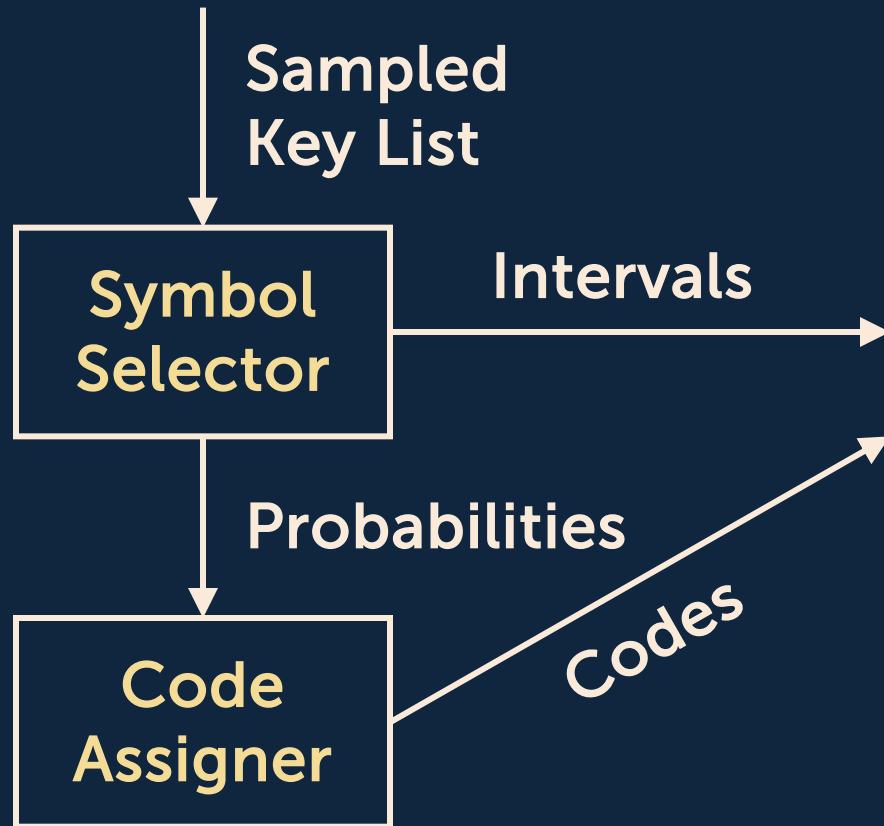 Sampled
Key List
Symbol
Selector
Intervals
Probabilities
Codes
Code
Assigner